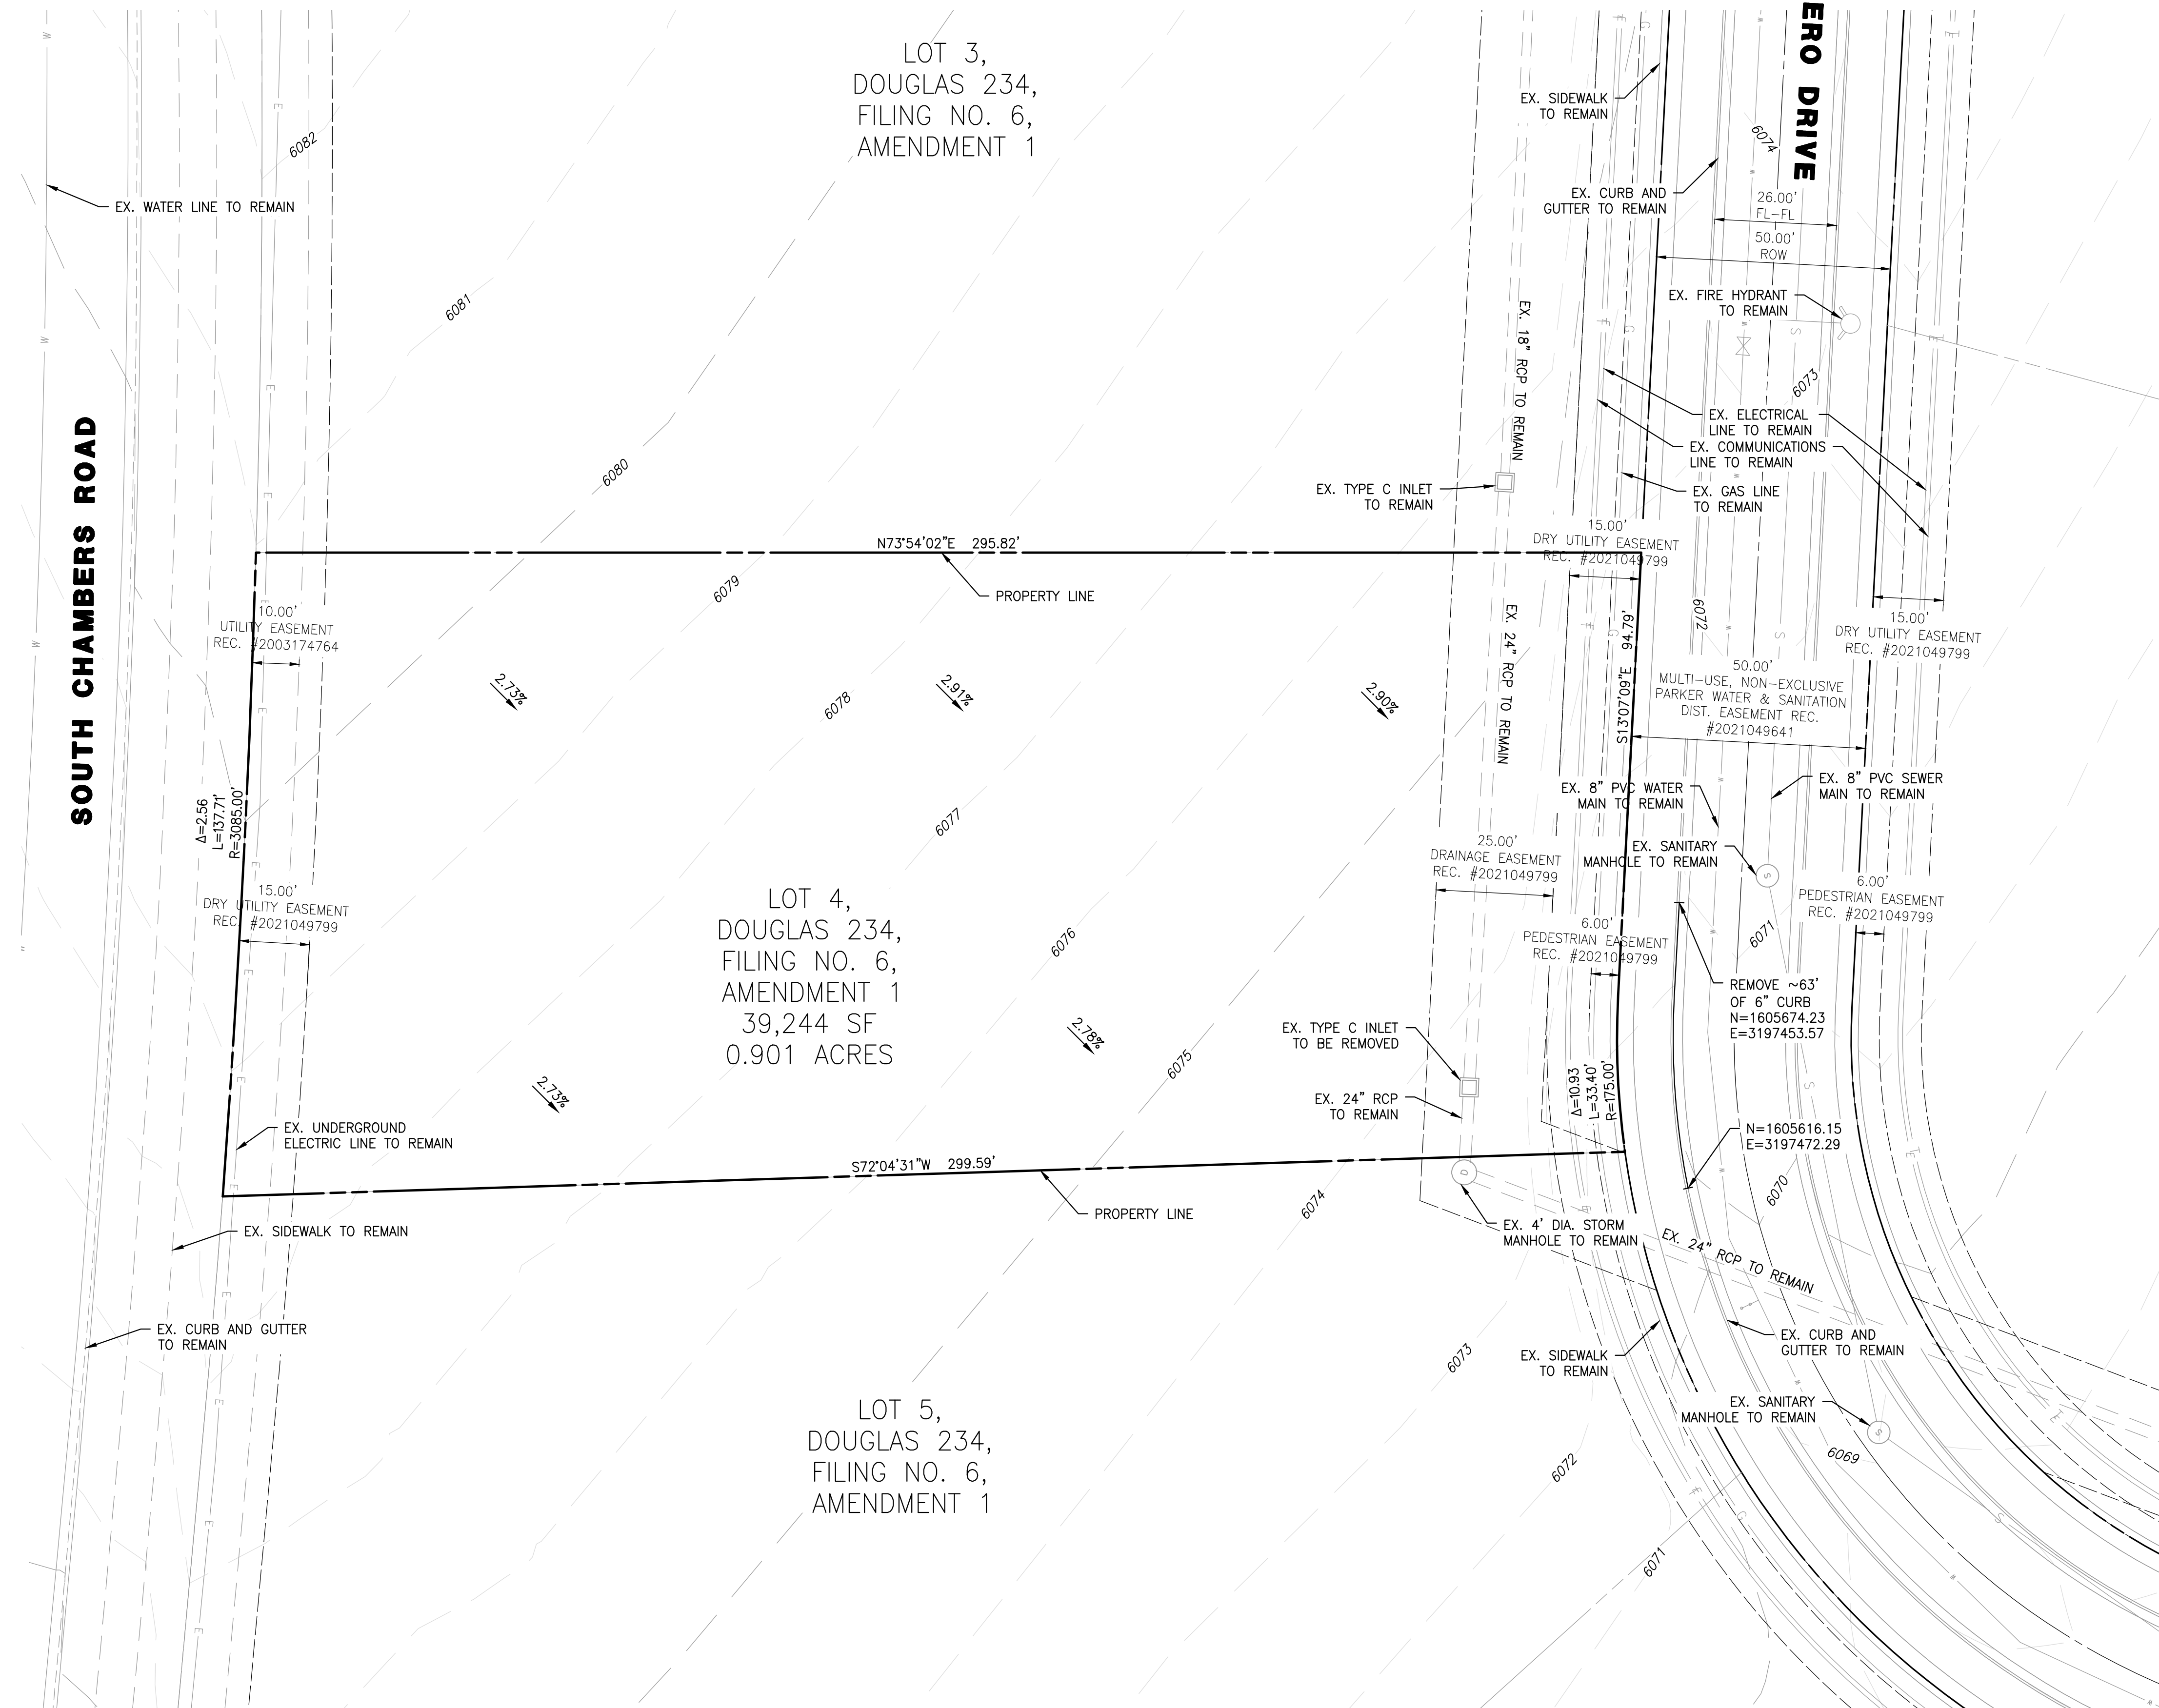 LOT 3,
DOUGLAS 234,
FILING NO. 6,
AMENDMENT 1
ERO DRIVE
EX. SIDEWALK
TO REMAIN
6074
6082
EX. WATER LINE TO REMAIN
EX. CURB AND
GUTTER TO REMAIN
26.00'
FL-FL
50.00'
ROW
6081
EX. FIRE HYDRANT
TO REMAIN
EX. 18" RCP TO REMAIN
6073
EX. ELECTRICAL
LINE TO REMAIN
EX. COMMUNICATIONS
LINE TO REMAIN
SOUTH CHAMBERS ROAD
6080
EX. TYPE C INLET
TO REMAIN
EX. GAS LINE
TO REMAIN
15.00'
DRY UTILITY EASEMENT
REC. #2021049799
N73°54'02"E 295.82'
6079
PROPERTY LINE
10.00'
UTILITY EASEMENT
REC. #2003174764
EX. 24" RCP TO REMAIN
S13°07'09"E 94.79'
6072
15.00'
DRY UTILITY EASEMENT
REC. #2021049799
50.00'
MULTI-USE, NON-EXCLUSIVE
PARKER WATER & SANITATION
DIST. EASEMENT REC.
#2021049641
2.73%
2.91%
2.90%
6078
6077
Δ=2.56
L=137.71'
R=3085.00'
EX. 8" PVC WATER
MAIN TO REMAIN
EX. 8" PVC SEWER
MAIN TO REMAIN
EX. SANITARY
MANHOLE TO REMAIN
25.00'
DRAINAGE EASEMENT
REC. #2021049799
15.00'
DRY UTILITY EASEMENT
REC. #2021049799
6.00'
PEDESTRIAN EASEMENT
REC. #2021049799
LOT 4,
DOUGLAS 234,
FILING NO. 6,
AMENDMENT 1
39,244 SF
0.901 ACRES
6076
6.00'
PEDESTRIAN EASEMENT
REC. #2021049799
6071
REMOVE ~63'
OF 6" CURB
N=1605674.23
E=3197453.57
EX. TYPE C INLET
TO BE REMOVED
2.78%
6075
2.73%
EX. 24" RCP
TO REMAIN
Δ=10.93
L=33.40'
R=175.00'
N=1605616.15
E=3197472.29
EX. UNDERGROUND
ELECTRIC LINE TO REMAIN
S72°04'31"W 299.59'
PROPERTY LINE
6074
6070
EX. SIDEWALK TO REMAIN
EX. 4' DIA. STORM
MANHOLE TO REMAIN
EX. 24" RCP TO REMAIN
EX. CURB AND GUTTER
TO REMAIN
EX. CURB AND
GUTTER TO REMAIN
6073
EX. SIDEWALK
TO REMAIN
LOT 5,
DOUGLAS 234,
FILING NO. 6,
AMENDMENT 1
EX. SANITARY
MANHOLE TO REMAIN
6069
6072
6071